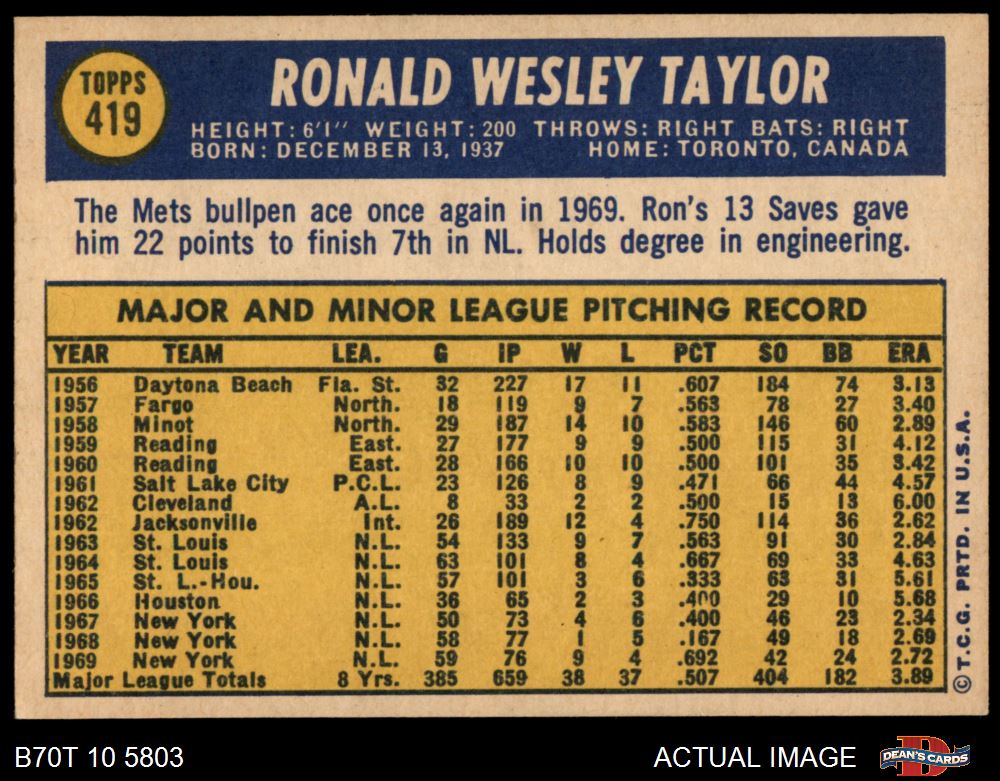 TOPPS
419
RONALD WESLEY TAYLOR
HEIGHT: 6'1" WEIGHT: 200 THROWS: RIGHT BATS: RIGHT
BORN: DECEMBER 13, 1937 HOME: TORONTO, CANADA
The Mets bullpen ace once again in 1969. Ron's 13 Saves gave
him 22 points to finish 7th in NL. Holds degree in engineering.
MAJOR AND MINOR LEAGUE PITCHING RECORD
YEAR TEAM LEA. G IP W L PCT SO BB ERA
1956 Daytona Beach Fla. St. 32 227 17 11 .607 184 74 3.13
1957 Fargo North. 18 119 9 7 .563 78 27 3.40
1958 Minot North. 29 187 14 10 .583 146 60 2.89
1959 Reading East. 27 177 9 9 .500 115 31 4.12
1960 Reading East. 28 166 10 10 .500 101 35 3.42
1961 Salt Lake City P.C.L. 23 126 8 9 .471 66 44 4.57
1962 Cleveland A.L. 8 33 2 2 .500 15 13 6.00
1962 Jacksonville Int. 26 189 12 4 .750 114 36 2.62
1963 St. Louis N.L. 54 133 9 7 .563 91 30 2.84
1964 St. Louis N.L. 63 101 8 4 .667 69 33 4.63
1965 St. L.-Hou. N.L. 57 101 3 6 .333 63 31 5.61
1966 Houston N.L. 36 65 2 3 .400 29 10 5.68
1967 New York N.L. 50 73 4 6 .400 46 23 2.34
1968 New York N.L. 58 77 1 5 .167 49 18 2.69
1969 New York N.L. 59 76 9 4 .692 42 24 2.72
Major League Totals 8 Yrs. 385 659 38 37 .507 404 182 3.89
© T.C.G. PRTD. IN U.S.A.
B70T 10 5803
ACTUAL IMAGE
DEAN'S CARDS